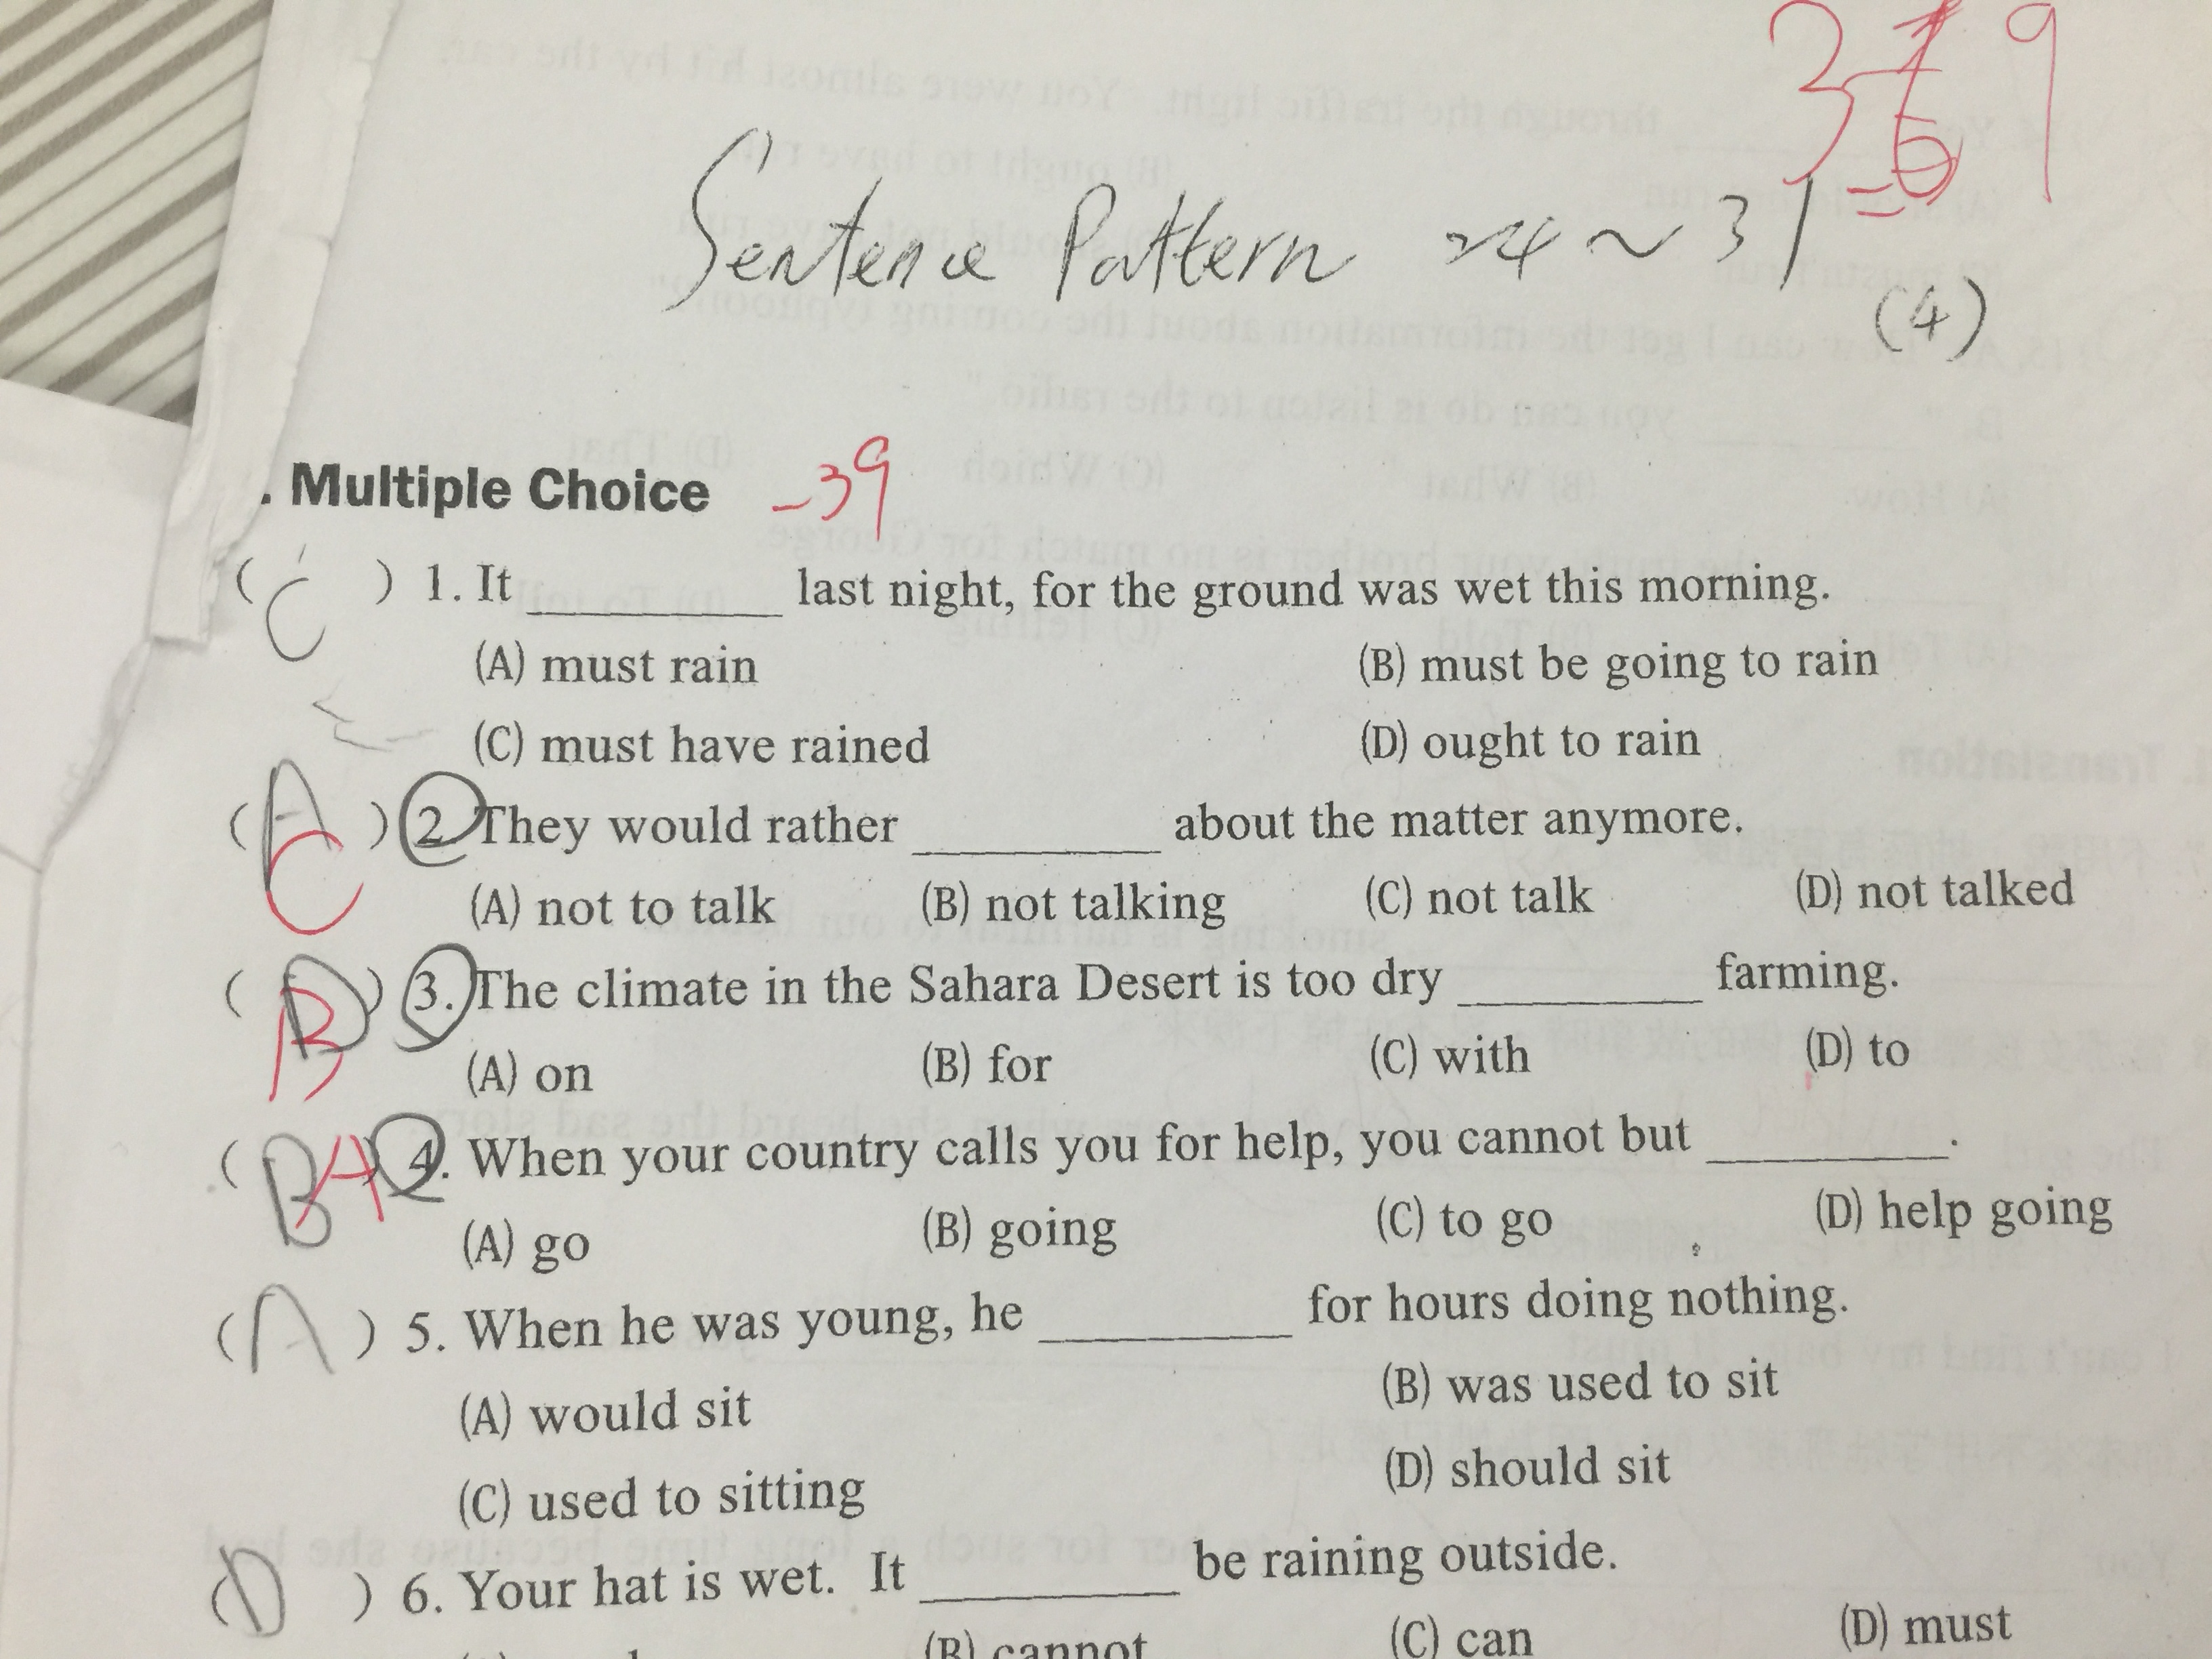 Sentence Pattern 24 ~ 31
(4)
. Multiple Choice -39
( C ) 1. It ________ last night, for the ground was wet this morning.
(A) must rain (B) must be going to rain
(C) must have rained (D) ought to rain
( A C ) 2. They would rather ________ about the matter anymore.
(A) not to talk (B) not talking (C) not talk (D) not talked
( D B ) 3. The climate in the Sahara Desert is too dry ________ farming.
(A) on (B) for (C) with (D) to
( B A ) 4. When your country calls you for help, you cannot but ________.
(A) go (B) going (C) to go (D) help going
( A ) 5. When he was young, he ________ for hours doing nothing.
(A) would sit (B) was used to sit
(C) used to sitting (D) should sit
( D ) 6. Your hat is wet. It ________ be raining outside.
(B) cannot (C) can (D) must